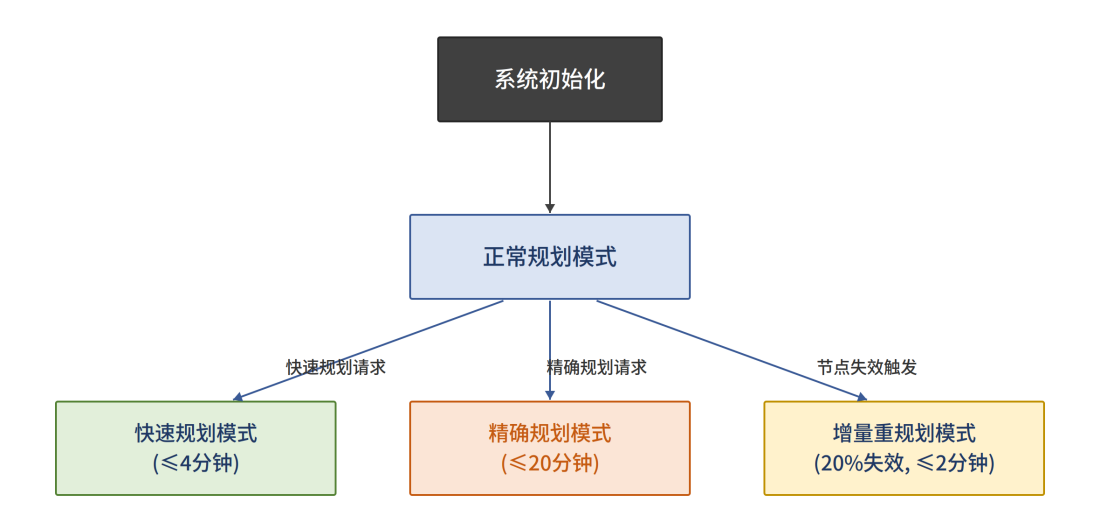 系统初始化
正常规划模式
快速规划请求
精确规划请求
节点失效触发
快速规划模式
(≤4分钟)
精确规划模式
(≤20分钟)
增量重规划模式
(20%失效, ≤2分钟)